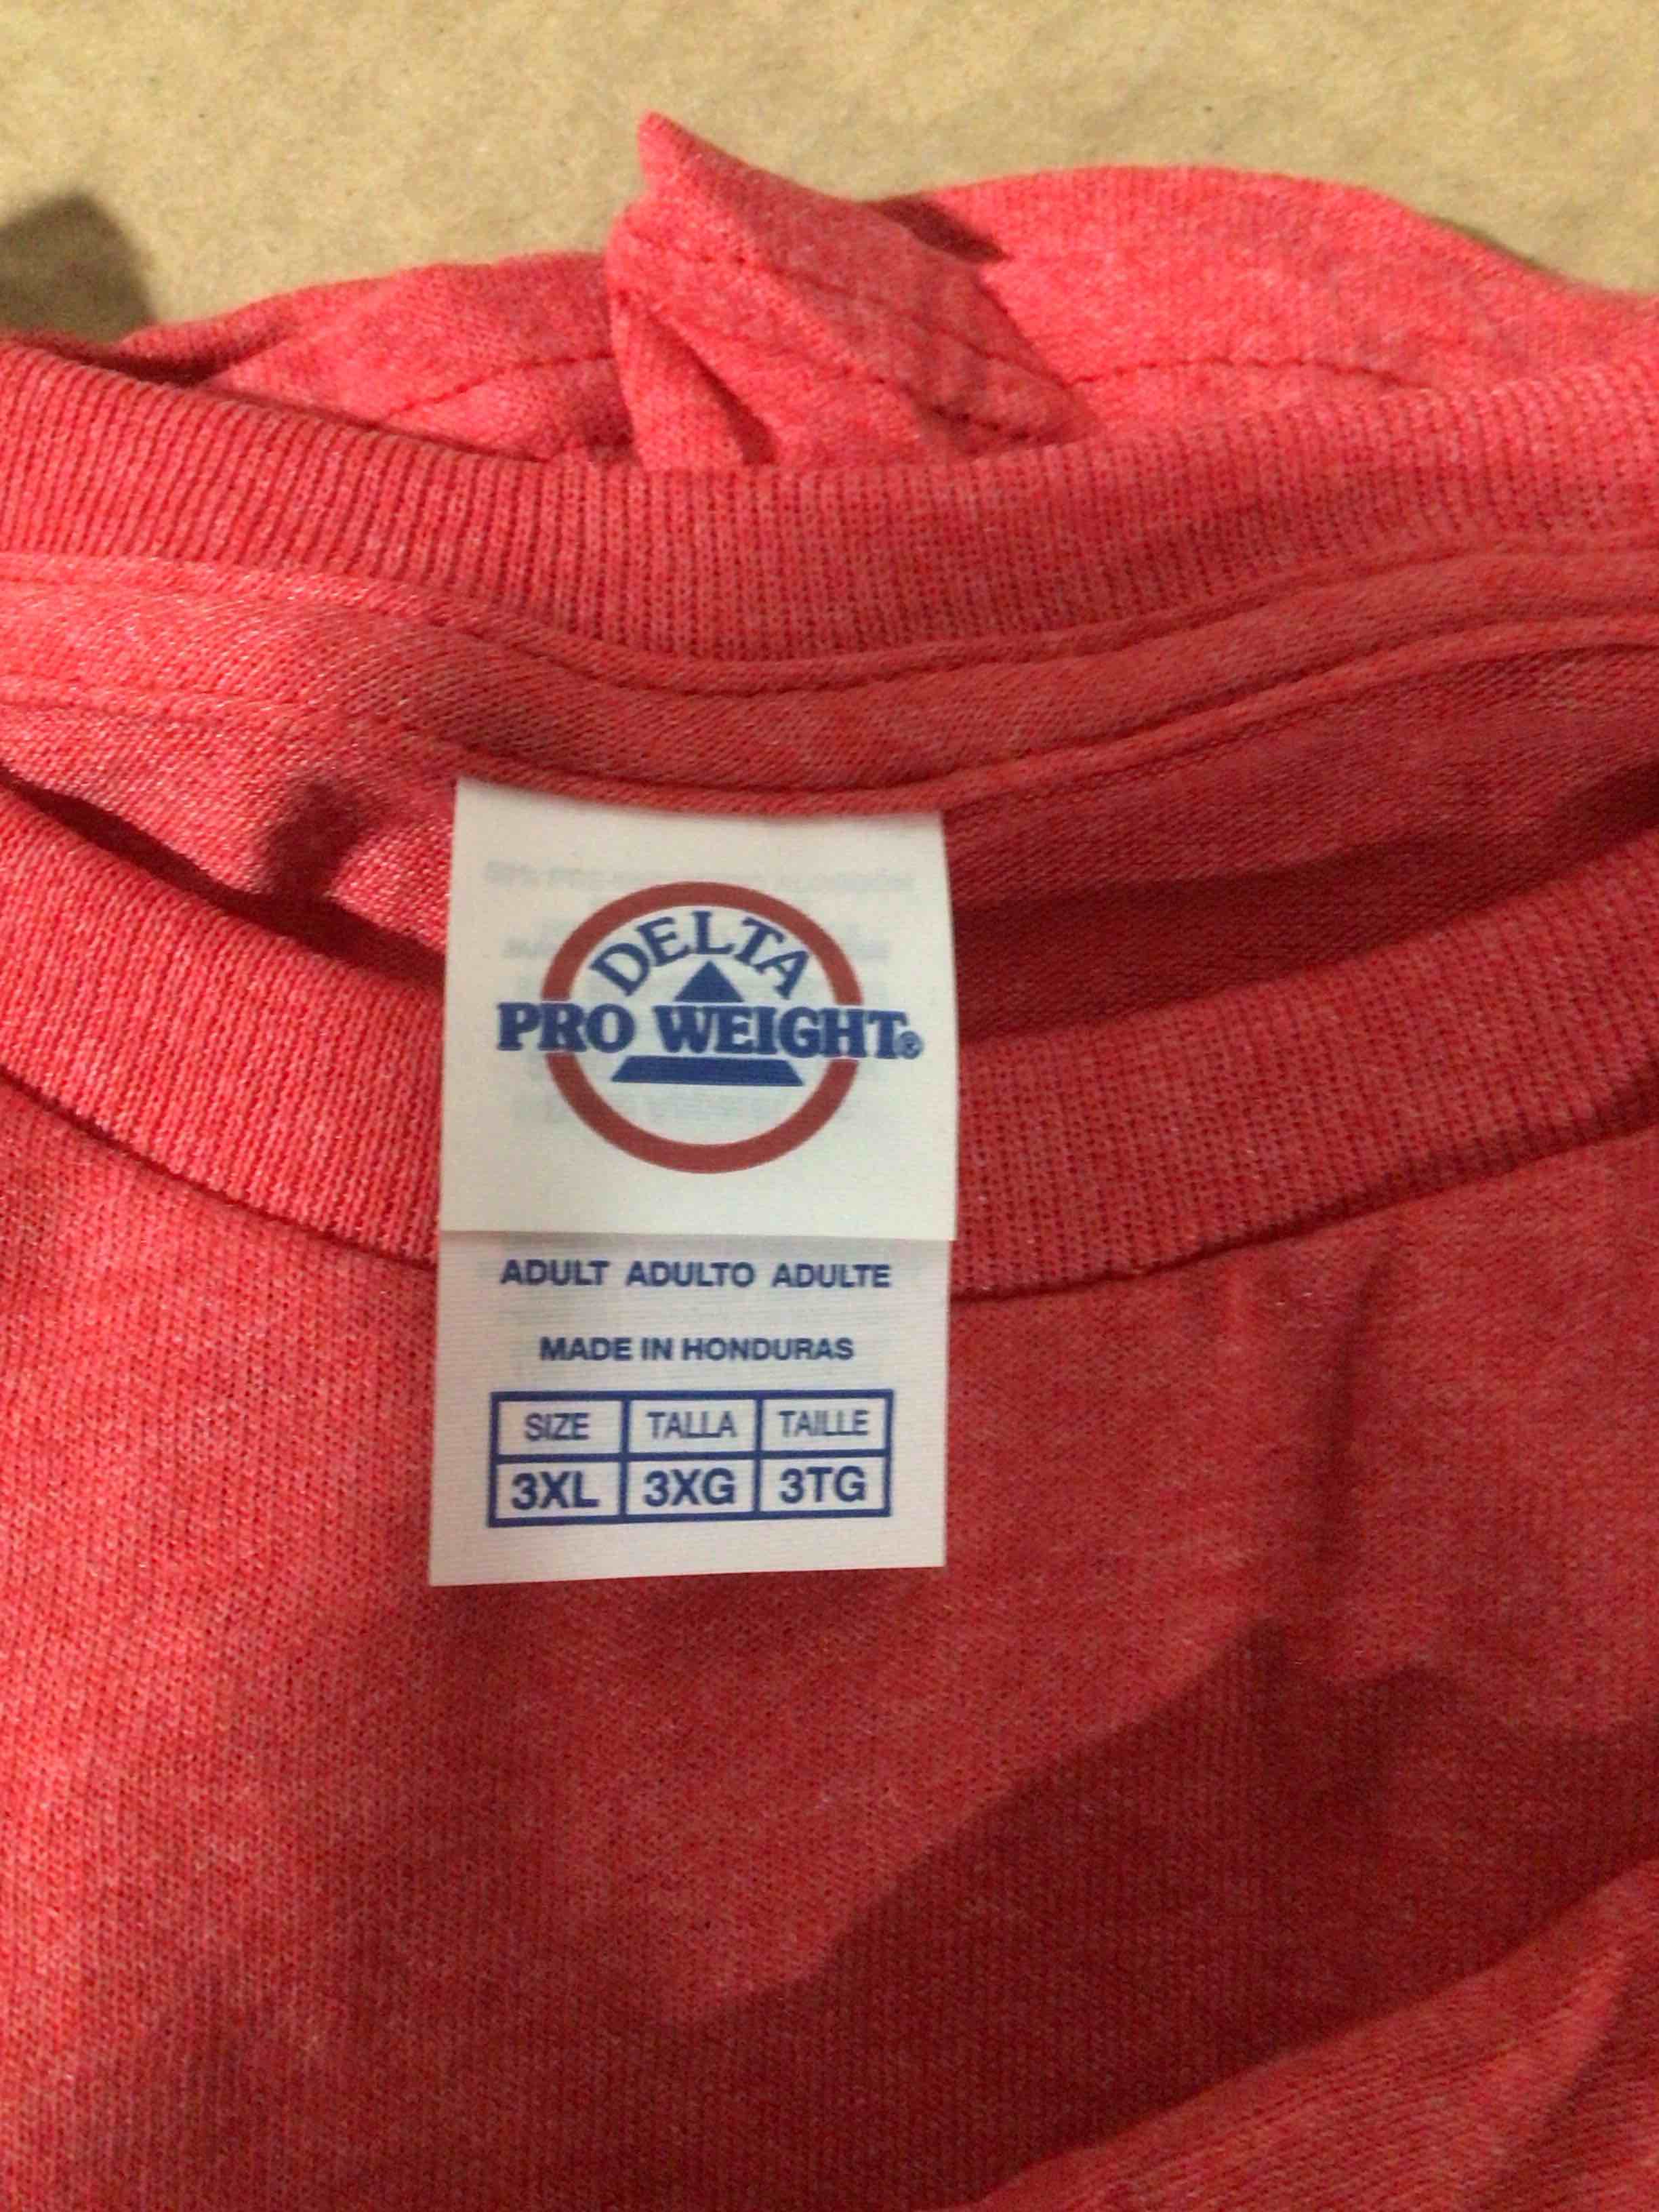 DELTA
PRO WEIGHT®
ADULT ADULTO ADULTE
MADE IN HONDURAS
SIZE TALLA TAILLE
3XL 3XG 3TG